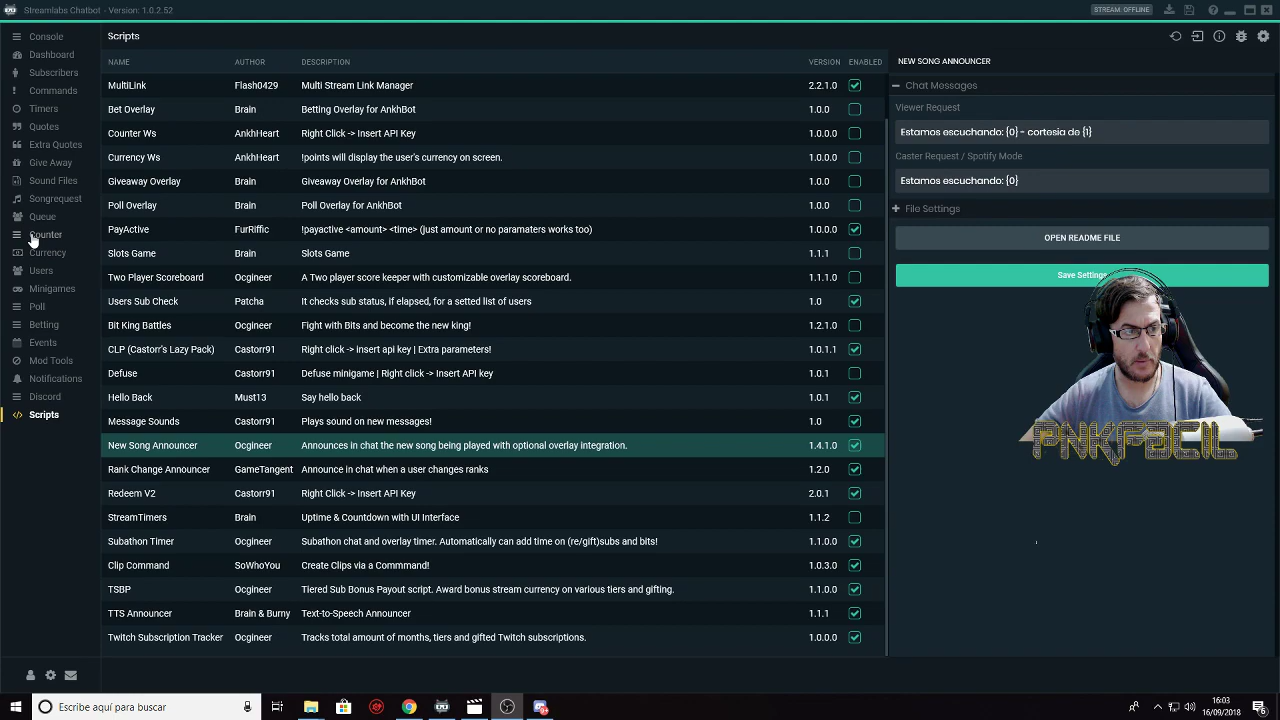 Streamlabs Chatbot - Version: 1.0.2.52
STREAM: OFFLINE
Console
Dashboard
Subscribers
Commands
Timers
Quotes
Extra Quotes
Give Away
Sound Files
Songrequest
Queue
Counter
Currency
Users
Minigames
Poll
Betting
Events
Mod Tools
Notifications
Discord
Scripts
Scripts
NAME AUTHOR DESCRIPTION VERSION ENABLED
MultiLink Flash0429 Multi Stream Link Manager 2.2.1.0
Bet Overlay Brain Betting Overlay for AnkhBot 1.0.0
Counter Ws AnkhHeart Right Click -> Insert API Key 1.0.0.0
Currency Ws AnkhHeart !points will display the user's currency on screen. 1.0.0.0
Giveaway Overlay Brain Giveaway Overlay for AnkhBot 1.0.0
Poll Overlay Brain Poll Overlay for AnkhBot 1.0.0
PayActive FurRiffic !payactive <amount> <time> (just amount or no paramaters works too) 1.0.0.0
Slots Game Brain Slots Game 1.1.1
Two Player Scoreboard Ocgineer A Two player score keeper with customizable overlay scoreboard. 1.1.1.0
Users Sub Check Patcha It checks sub status, if elapsed, for a setted list of users 1.0
Bit King Battles Ocgineer Fight with Bits and become the new king! 1.2.1.0
CLP (Castorr's Lazy Pack) Castorr91 Right click -> insert api key | Extra parameters! 1.0.1.1
Defuse Castorr91 Defuse minigame | Right click -> Insert API key 1.0.1
Hello Back Must13 Say hello back 1.0.1
Message Sounds Castorr91 Plays sound on new messages! 1.0
New Song Announcer Ocgineer Announces in chat the new song being played with optional overlay integration. 1.4.1.0
Rank Change Announcer GameTangent Announce in chat when a user changes ranks 1.2.0
Redeem V2 Castorr91 Right Click -> Insert API Key 2.0.1
StreamTimers Brain Uptime & Countdown with UI Interface 1.1.2
Subathon Timer Ocgineer Subathon chat and overlay timer. Automatically can add time on (re/gift)subs and bits! 1.1.0.0
Clip Command SoWhoYou Create Clips via a Commmand! 1.0.3.0
TSBP Ocgineer Tiered Sub Bonus Payout script. Award bonus stream currency on various tiers and gifting. 1.1.0.0
TTS Announcer Brain & Burny Text-to-Speech Announcer 1.1.1
Twitch Subscription Tracker Ocgineer Tracks total amount of months, tiers and gifted Twitch subscriptions. 1.0.0.0
NEW SONG ANNOUNCER
Chat Messages
Viewer Request
Estamos escuchando: {0} - cortesia de {1}
Caster Request / Spotify Mode
Estamos escuchando: {0}
File Settings
OPEN README FILE
Save Settings
PNKFACIL
Escribe aquí para buscar
16:03
16/09/2018